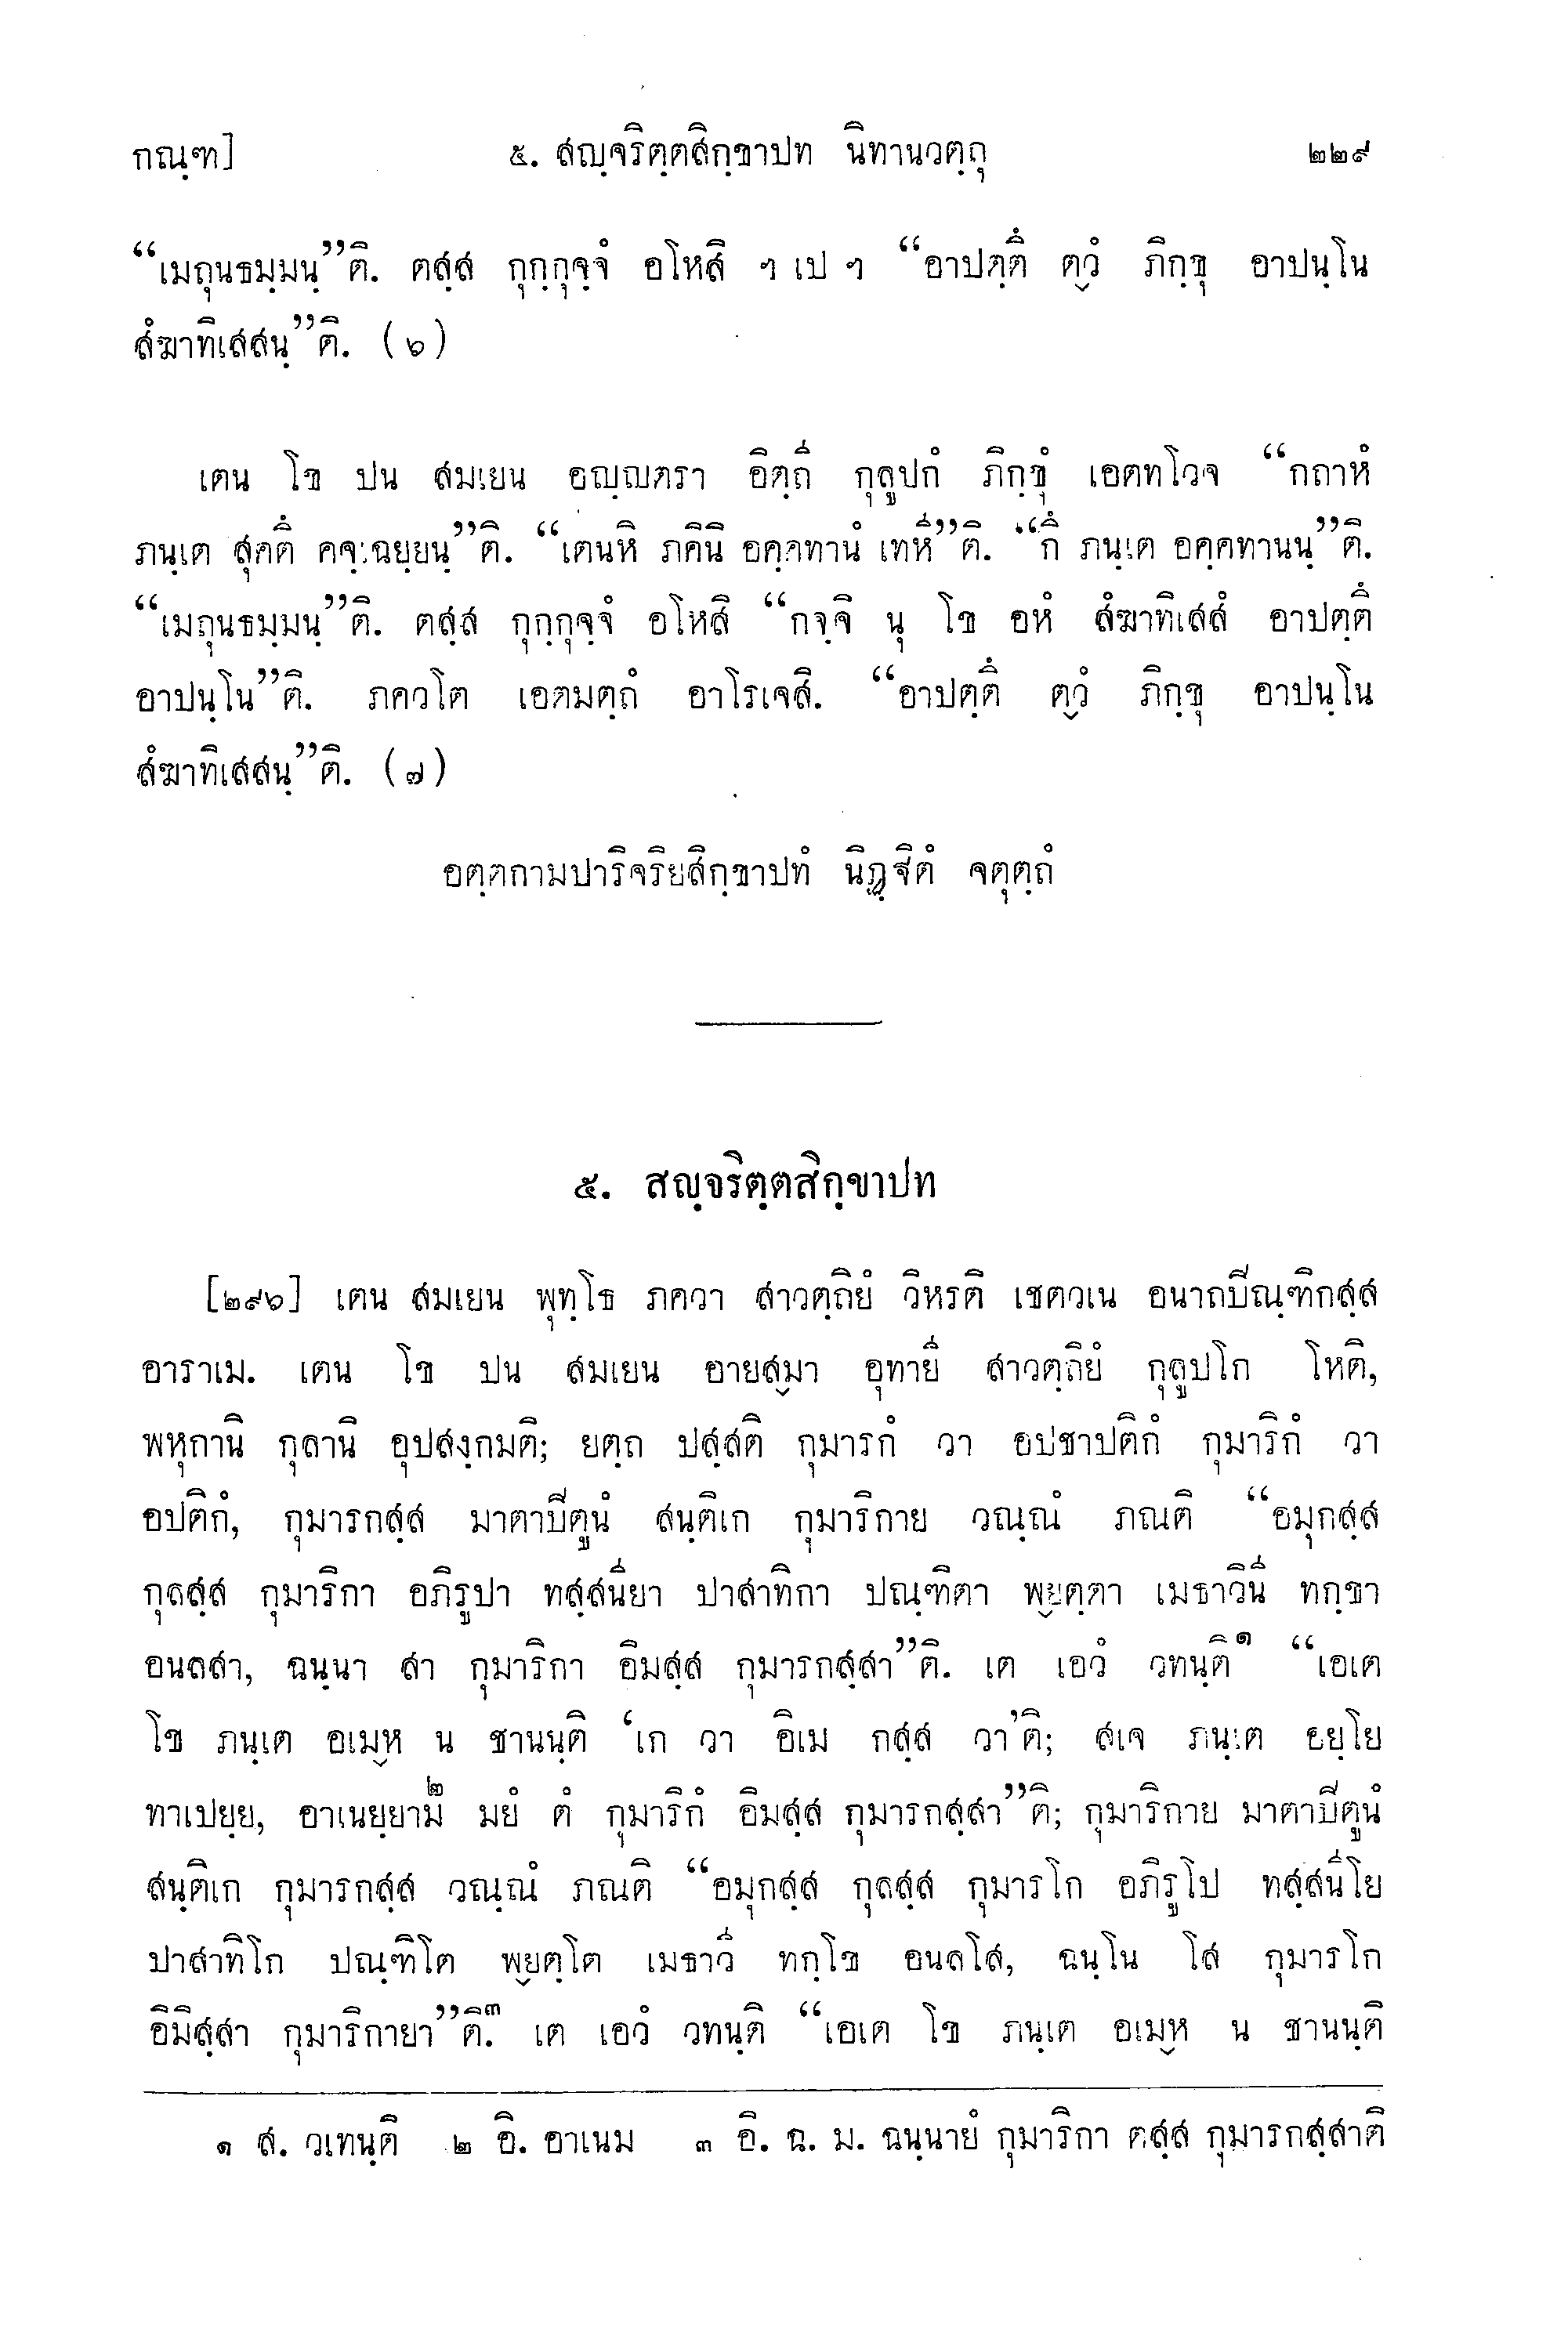 กณฺฑ] ๕. สญฺจริตฺตสิกฺขาปท นิทานวตฺถุ ๒๒๙
“เมถุนธมฺมนฺ”ติ. ตสฺส กุกฺกุจฺจํ อโหสิ ฯ เป ฯ “อาปตฺตึ ตฺวํ ภิกฺขุ อาปนฺโน
สํฆาทิเสสนฺ”ติ. (๖)
เตน โข ปน สมเยน อญฺญตรา อิตฺถี กุลูปกํ ภิกฺขุํ เอตทโวจ “กถาหํ
ภนฺเต สุคตึ คจฺเฉยฺยนฺ”ติ. “เตนหิ ภคินิ อคฺคทานํ เทหี”ติ. “กึ ภนฺเต อคฺคทานนฺ”ติ.
“เมถุนธมฺมนฺ”ติ. ตสฺส กุกฺกุจฺจํ อโหสิ “กจฺจิ นุ โข อหํ สํฆาทิเสสํ อาปตฺตึ
อาปนฺโน”ติ. ภควโต เอตมตฺถํ อาโรเจสิ. “อาปตฺตึ ตฺวํ ภิกฺขุ อาปนฺโน
สํฆาทิเสสนฺ”ติ. (๗)
อตฺตกามปาริจริยสิกฺขาปทํ นิฏฺฐิตํ จตุตฺถํ
๕. สญฺจริตฺตสิกฺขาปท
[๒๙๖] เตน สมเยน พุทฺโธ ภควา สาวตฺถิยํ วิหรติ เชตวเน อนาถปิณฺฑิกสฺส
อาราเม. เตน โข ปน สมเยน อายสฺมา อุทายี สาวตฺถิยํ กุลูปโก โหติ,
พหุกานิ กุลานิ อุปสงฺกมติ; ยตฺถ ปสฺสติ กุมารกํ วา อปชาปติกํ กุมาริกํ วา
อปติกํ, กุมารกสฺส มาตาปิตูนํ สนฺติเก กุมาริกาย วณฺณํ ภณติ “อมุกสฺส
กุลสฺส กุมาริกา อภิรูปา ทสฺสนียา ปาสาทิกา ปณฺฑิตา พฺยตฺตา เมธาวินี ทกฺขา
อนลสา, ฉนฺนา สา กุมาริกา อิมสฺส กุมารกสฺสา”ติ. เต เอวํ วทนฺติ๑ “เอเต
โข ภนฺเต อเมฺห น ชานนฺติ ‘เก วา อิเม กสฺส วา’ติ; สเจ ภนฺเต อยฺโย
ทาเปยฺย, อาเนยฺยาม๒ มยํ ตํ กุมาริกํ อิมสฺส กุมารกสฺสา”ติ; กุมาริกาย มาตาปิตูนํ
สนฺติเก กุมารกสฺส วณฺณํ ภณติ “อมุกสฺส กุลสฺส กุมารโก อภิรูโป ทสฺสนีโย
ปาสาทิโก ปณฺฑิโต พฺยตฺโต เมธาวี ทกฺโข อนลโส, ฉนฺโน โส กุมารโก
อิมิสฺสา กุมาริกายา”ติ.๓ เต เอวํ วทนฺติ “เอเต โข ภนฺเต อเมฺห น ชานนฺติ
๑ ส. วเทนฺติ ๒ อิ. อาเนม ๓ อิ. ฉ. ม. ฉนฺนายํ กุมาริกา ตสฺส กุมารกสฺสาติ